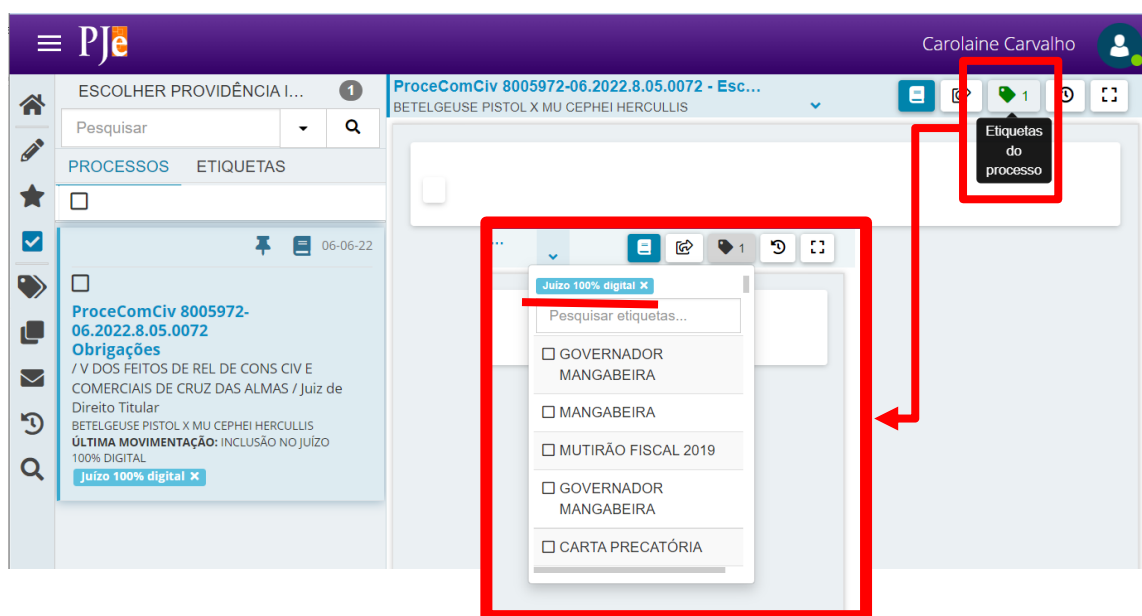 PJe
Carolaine Carvalho
ESCOLHER PROVIDÊNCIA I...
1
Pesquisar
PROCESSOS
ETIQUETAS
06-06-22
ProceComCiv 8005972-
06.2022.8.05.0072
Obrigações
/ V DOS FEITOS DE REL DE CONS CIV E
COMERCIAIS DE CRUZ DAS ALMAS / Juiz de
Direito Titular
BETELGEUSE PISTOL X MU CEPHEI HERCULLIS
ÚLTIMA MOVIMENTAÇÃO: INCLUSÃO NO JUÍZO
100% DIGITAL
Juízo 100% digital ×
ProceComCiv 8005972-06.2022.8.05.0072 - Esc...
BETELGEUSE PISTOL X MU CEPHEI HERCULLIS
1
Etiquetas
do
processo
...
1
Juízo 100% digital ×
Pesquisar etiquetas...
GOVERNADOR
MANGABEIRA
MANGABEIRA
MUTIRÃO FISCAL 2019
GOVERNADOR
MANGABEIRA
CARTA PRECATÓRIA